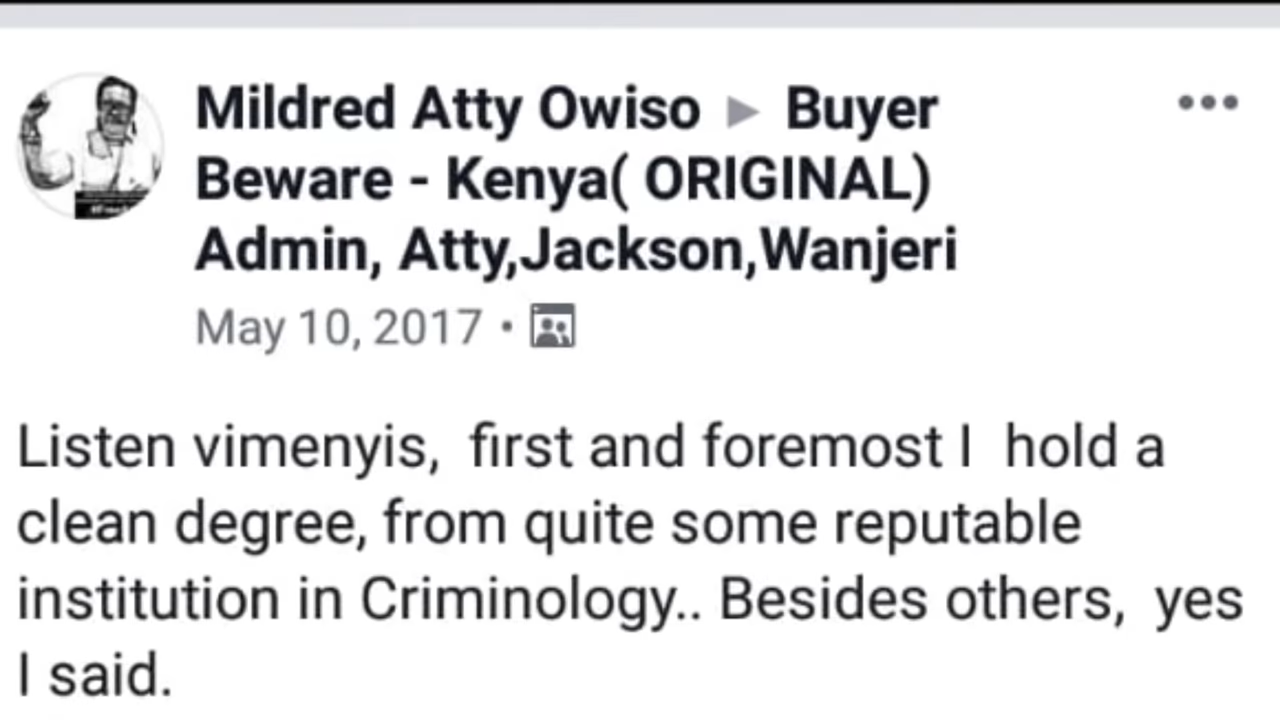 Mildred Atty Owiso ▸ Buyer
Beware - Kenya( ORIGINAL)
Admin, Atty,Jackson,Wanjeri
May 10, 2017 •
Listen vimenyis,  first and foremost I  hold a
clean degree, from quite some reputable
institution in Criminology.. Besides others,  yes
I said.